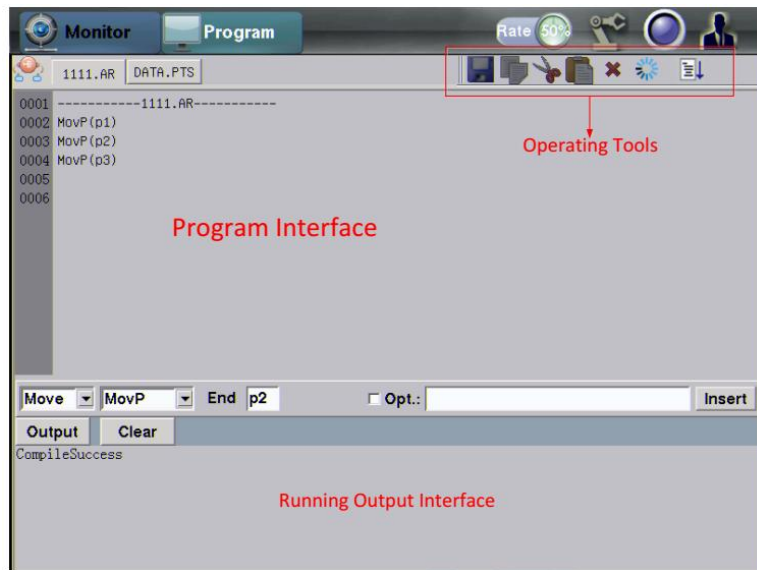 Monitor Program Rate 50%
1111.AR DATA.PTS
Operating Tools
0001 -----------1111.AR-----------
0002 MovP(p1)
0003 MovP(p2)
0004 MovP(p3)
0005
0006
Program Interface
Move MovP End p2 Opt.: Insert
Output Clear
CompileSuccess
Running Output Interface